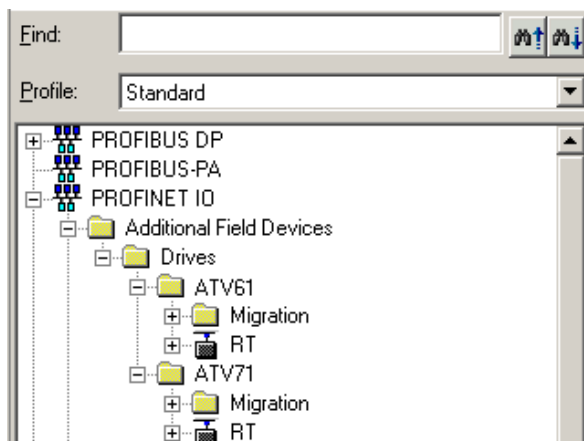 Find:
Profile: Standard
PROFIBUS DP
PROFIBUS-PA
PROFINET IO
Additional Field Devices
Drives
ATV61
Migration
RT
ATV71
Migration
RT